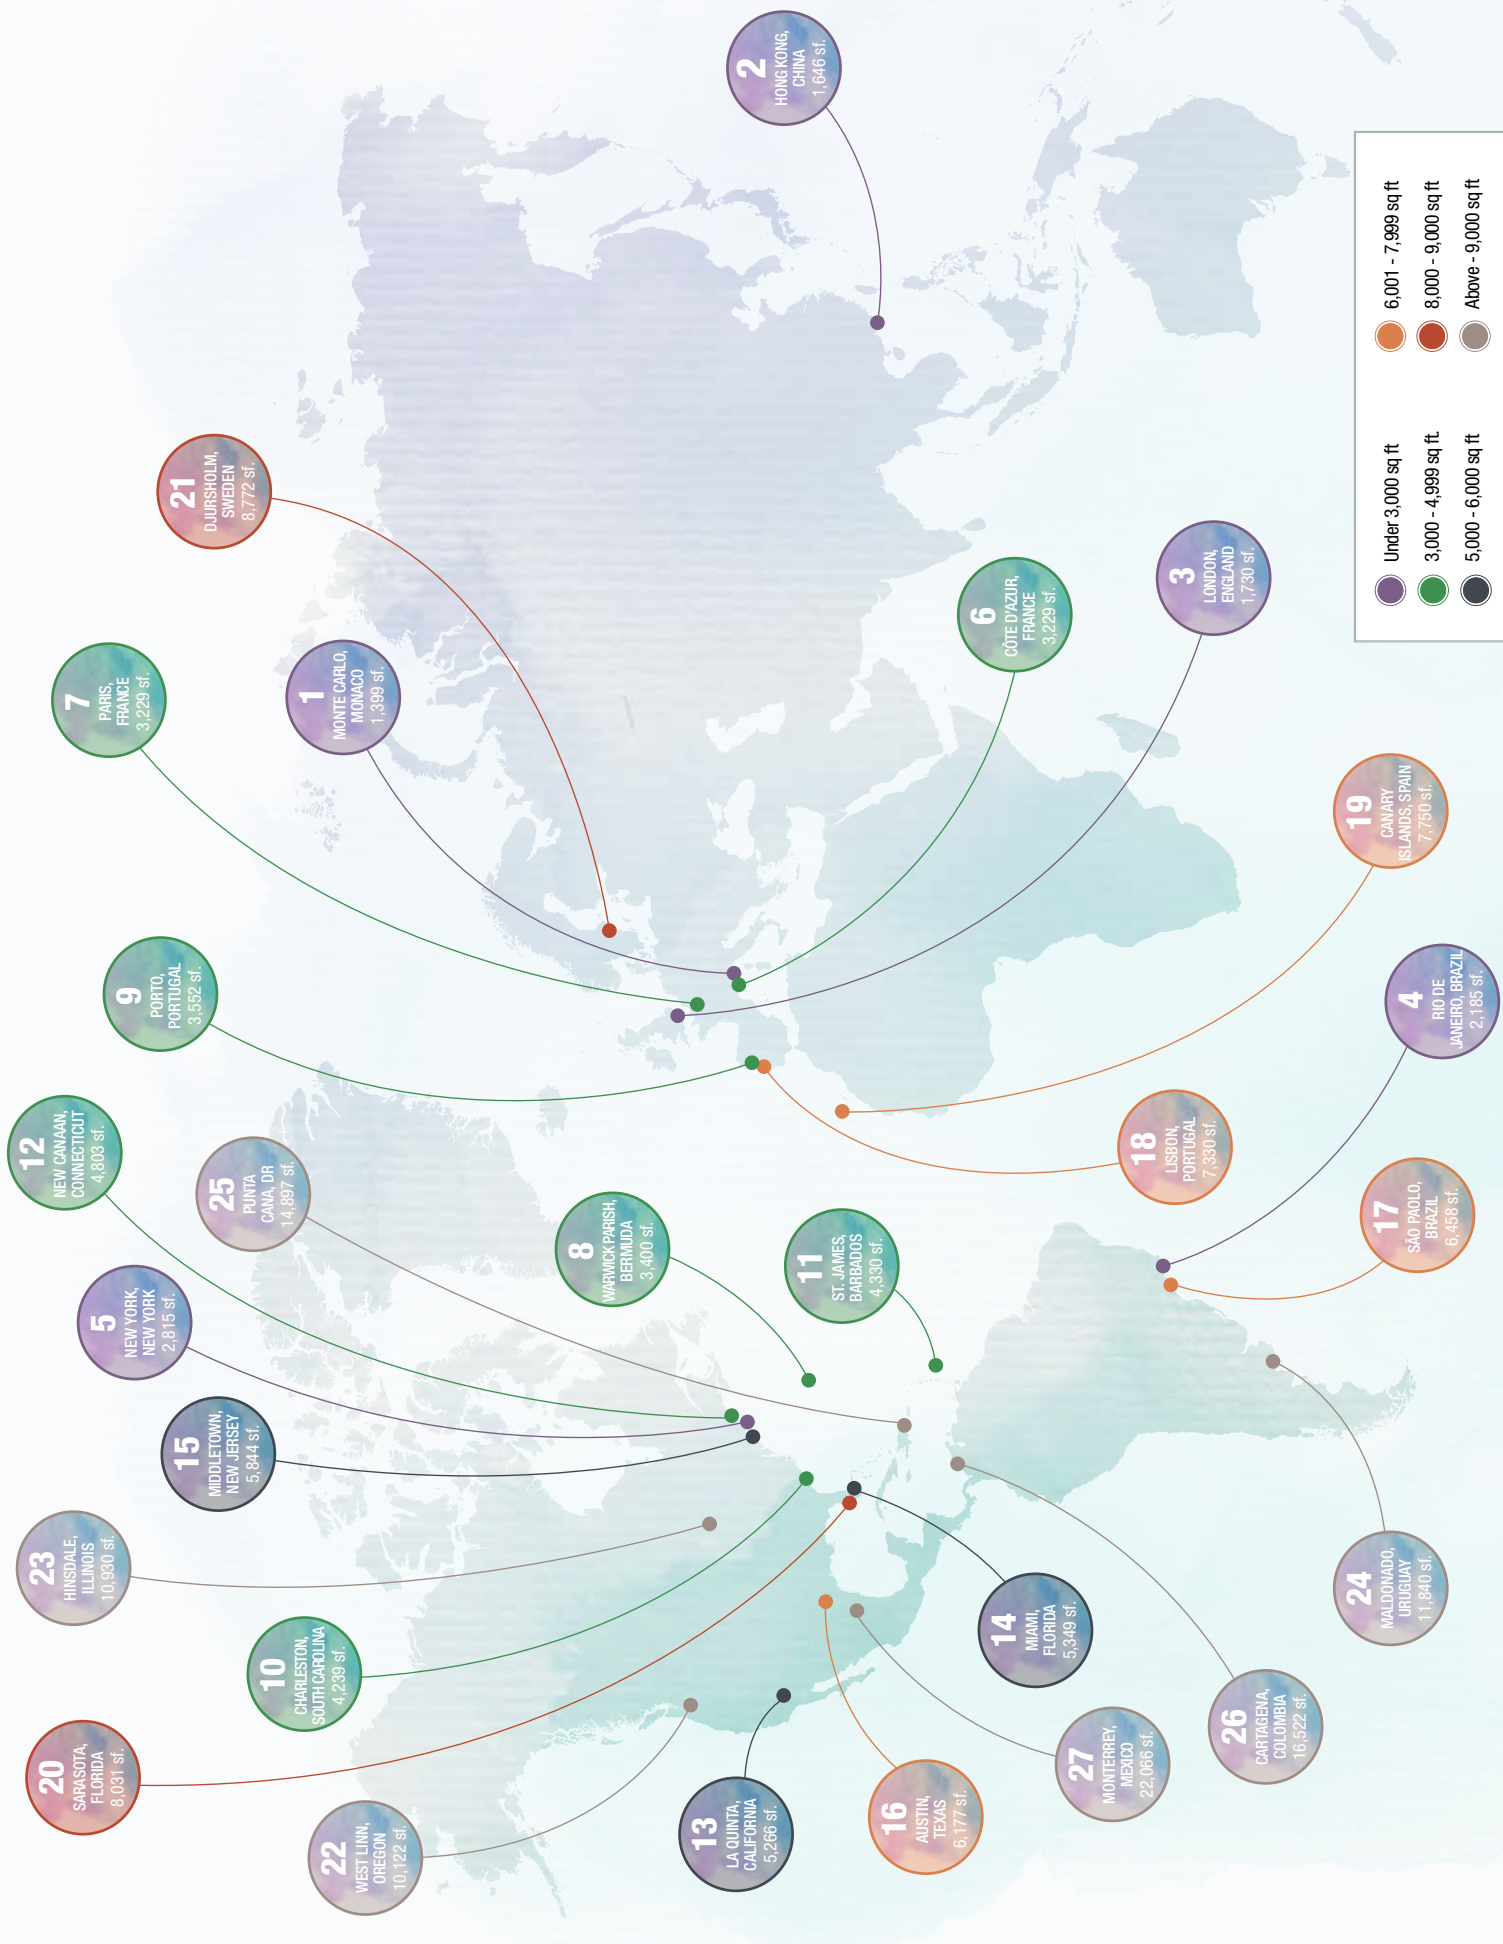 1
MONTE CARLO,
MONACO
1,399 sf.
2
HONG KONG,
CHINA
1,646 sf.
3
LONDON,
ENGLAND
1,730 sf.
4
RIO DE
JANEIRO, BRAZIL
2,185 sf.
5
NEW YORK,
NEW YORK
2,815 sf.
6
CÔTE D'AZUR,
FRANCE
3,229 sf.
7
PARIS,
FRANCE
3,229 sf.
8
WARWICK PARISH,
BERMUDA
3,400 sf.
9
PORTO,
PORTUGAL
3,552 sf.
10
CHARLESTON,
SOUTH CAROLINA
4,239 sf.
11
ST. JAMES,
BARBADOS
4,330 sf.
12
NEW CANAAN,
CONNECTICUT
4,803 sf.
13
LA QUINTA,
CALIFORNIA
5,266 sf.
14
MIAMI,
FLORIDA
5,349 sf.
15
MIDDLETOWN,
NEW JERSEY
5,844 sf.
16
AUSTIN,
TEXAS
6,177 sf.
17
SÃO PAOLO,
BRAZIL
6,458 sf.
18
LISBON,
PORTUGAL
7,330 sf.
19
CANARY
ISLANDS, SPAIN
7,750 sf.
20
SARASOTA,
FLORIDA
8,031 sf.
21
DJURSHOLM,
SWEDEN
8,772 sf.
22
WEST LINN,
OREGON
10,122 sf.
23
HINSDALE,
ILLINOIS
10,930 sf.
24
MALDONADO,
URUGUAY
11,840 sf.
25
PUNTA
CANA, DR
14,897 sf.
26
CARTAGENA,
COLOMBIA
16,522 sf.
27
MONTERREY,
MEXICO
22,066 sf.
Under 3,000 sq ft
3,000 - 4,999 sq ft.
5,000 - 6,000 sq ft
6,001 - 7,999 sq ft
8,000 - 9,000 sq ft
Above - 9,000 sq ft